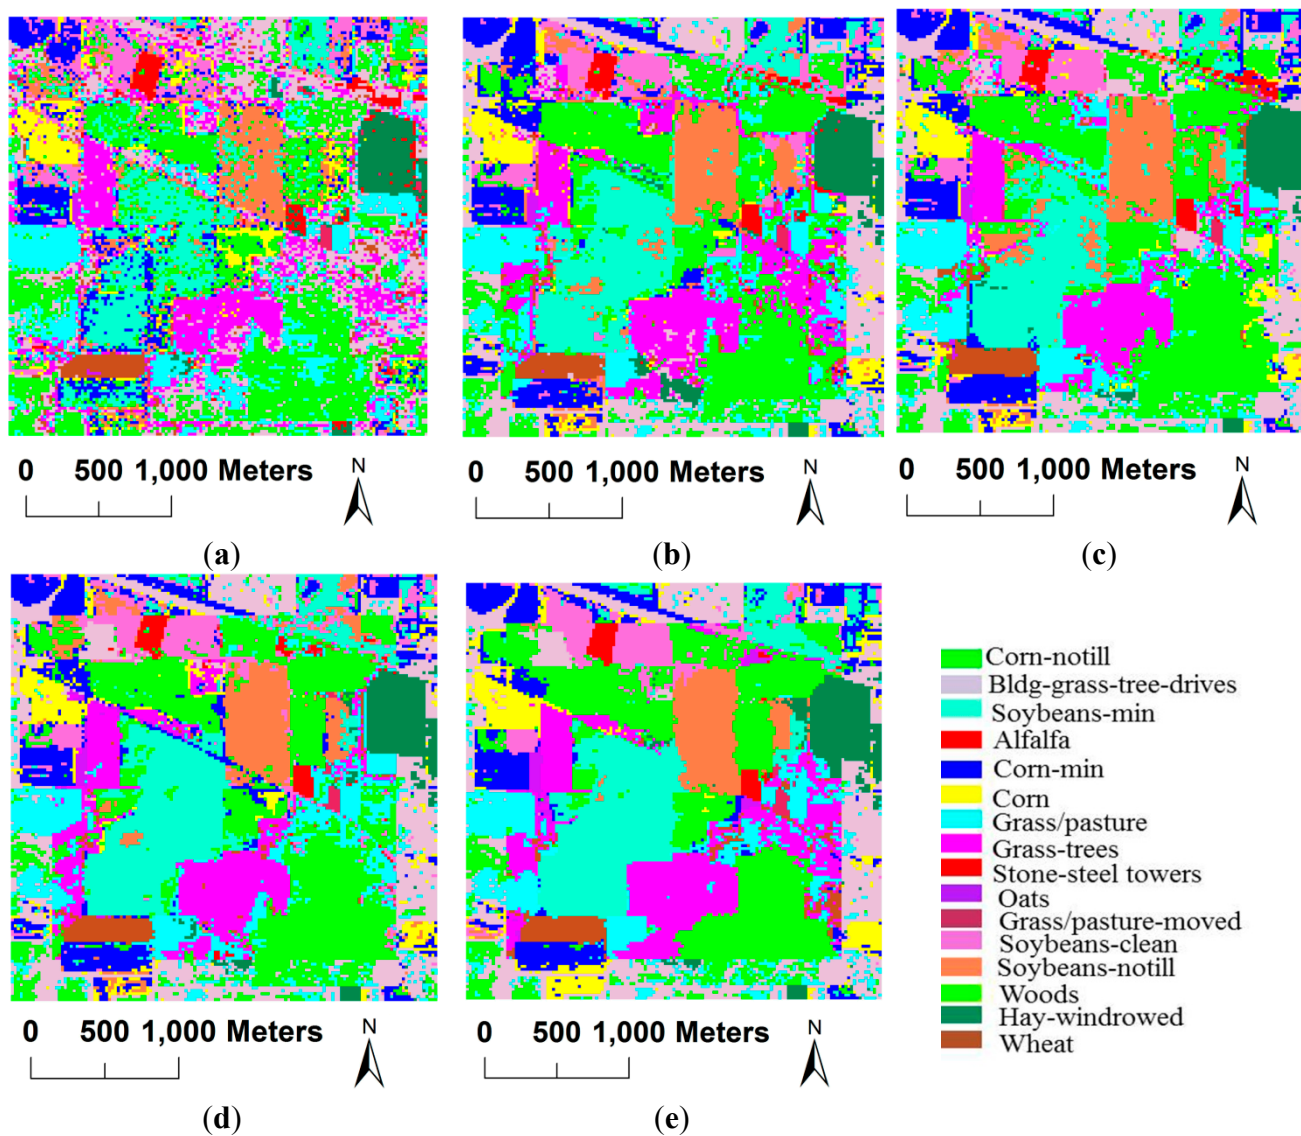 0 500 1,000 Meters N
0 500 1,000 Meters N
0 500 1,000 Meters N
(a)
(b)
(c)
Corn-notill
Bldg-grass-tree-drives
Soybeans-min
Alfalfa
Corn-min
Corn
Grass/pasture
Grass-trees
Stone-steel towers
Oats
Grass/pasture-moved
Soybeans-clean
Soybeans-notill
Woods
Hay-windrowed
Wheat
0 500 1,000 Meters N
0 500 1,000 Meters N
(d)
(e)